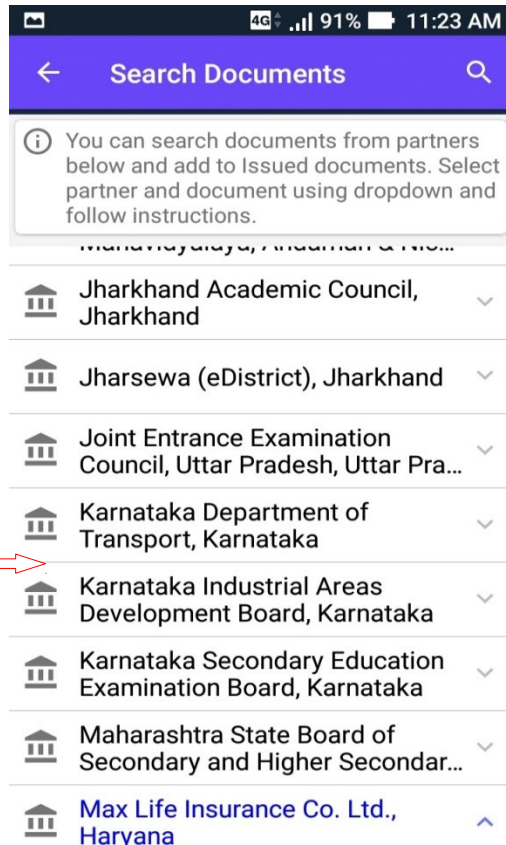 4G 91% 11:23 AM
Search Documents
You can search documents from partners
below and add to Issued documents. Select
partner and document using dropdown and
follow instructions.
Jharkhand Academic Council,
Jharkhand
Jharsewa (eDistrict), Jharkhand
Joint Entrance Examination
Council, Uttar Pradesh, Uttar Pra...
Karnataka Department of
Transport, Karnataka
Karnataka Industrial Areas
Development Board, Karnataka
Karnataka Secondary Education
Examination Board, Karnataka
Maharashtra State Board of
Secondary and Higher Secondar...
Max Life Insurance Co. Ltd.,
Haryana